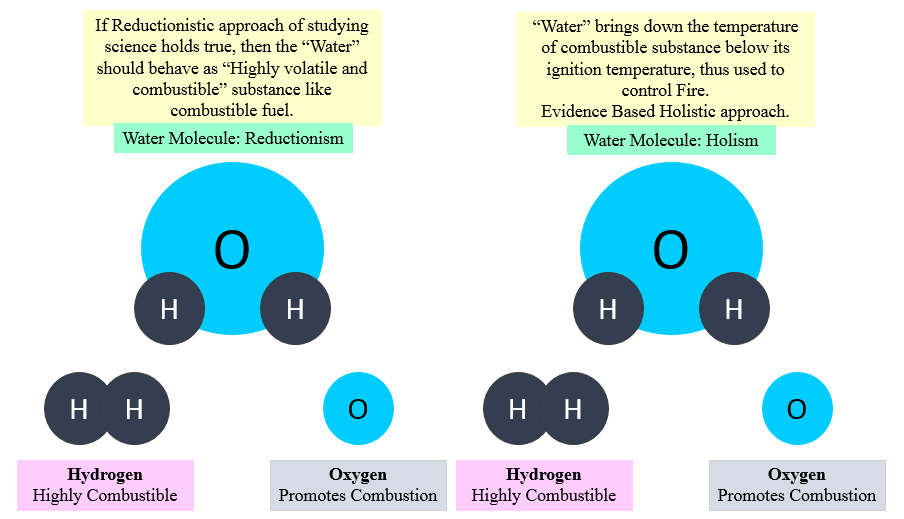 If Reductionistic approach of studying
science holds true, then the “Water”
should behave as “Highly volatile and
combustible” substance like
combustible fuel.
Water Molecule: Reductionism
O
H
H
H
H
O
Hydrogen
Highly Combustible
Oxygen
Promotes Combustion
“Water” brings down the temperature
of combustible substance below its
ignition temperature, thus used to
control Fire.
Evidence Based Holistic approach.
Water Molecule: Holism
O
H
H
H
H
O
Hydrogen
Highly Combustible
Oxygen
Promotes Combustion